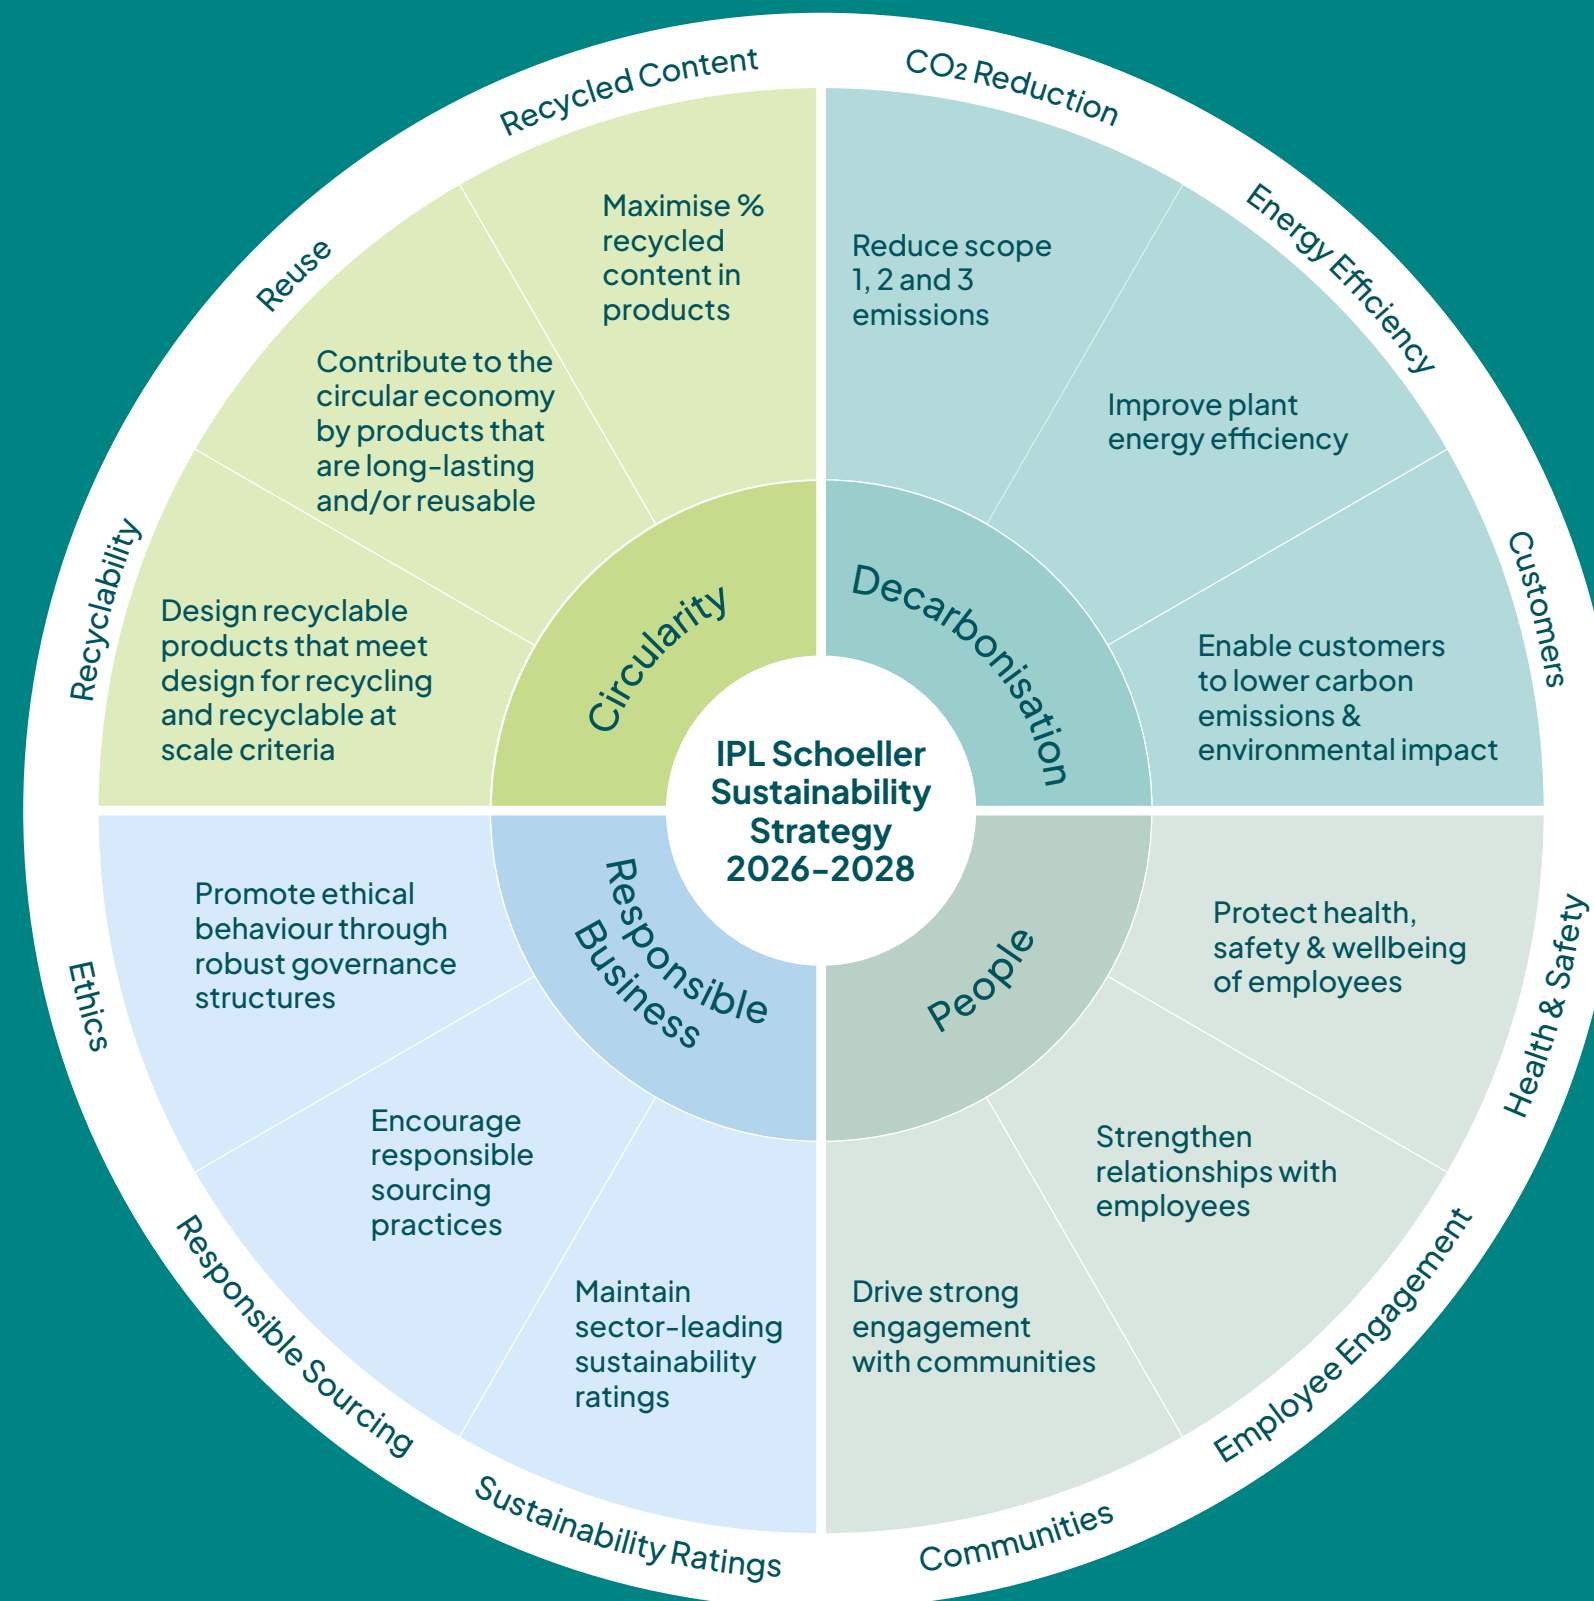 IPL Schoeller
Sustainability
Strategy
2026–2028
Circularity
Recycled Content
Maximise %
recycled
content in
products
Reuse
Contribute to the
circular economy
by products that
are long-lasting
and/or reusable
Recyclability
Design recyclable
products that meet
design for recycling
and recyclable at
scale criteria
Decarbonisation
CO₂ Reduction
Reduce scope
1, 2 and 3
emissions
Energy Efficiency
Improve plant
energy efficiency
Customers
Enable customers
to lower carbon
emissions &
environmental impact
People
Health & Safety
Protect health,
safety & wellbeing
of employees
Employee Engagement
Strengthen
relationships with
employees
Communities
Drive strong
engagement
with communities
Responsible
Business
Ethics
Promote ethical
behaviour through
robust governance
structures
Responsible Sourcing
Encourage
responsible
sourcing
practices
Sustainability Ratings
Maintain
sector-leading
sustainability
ratings